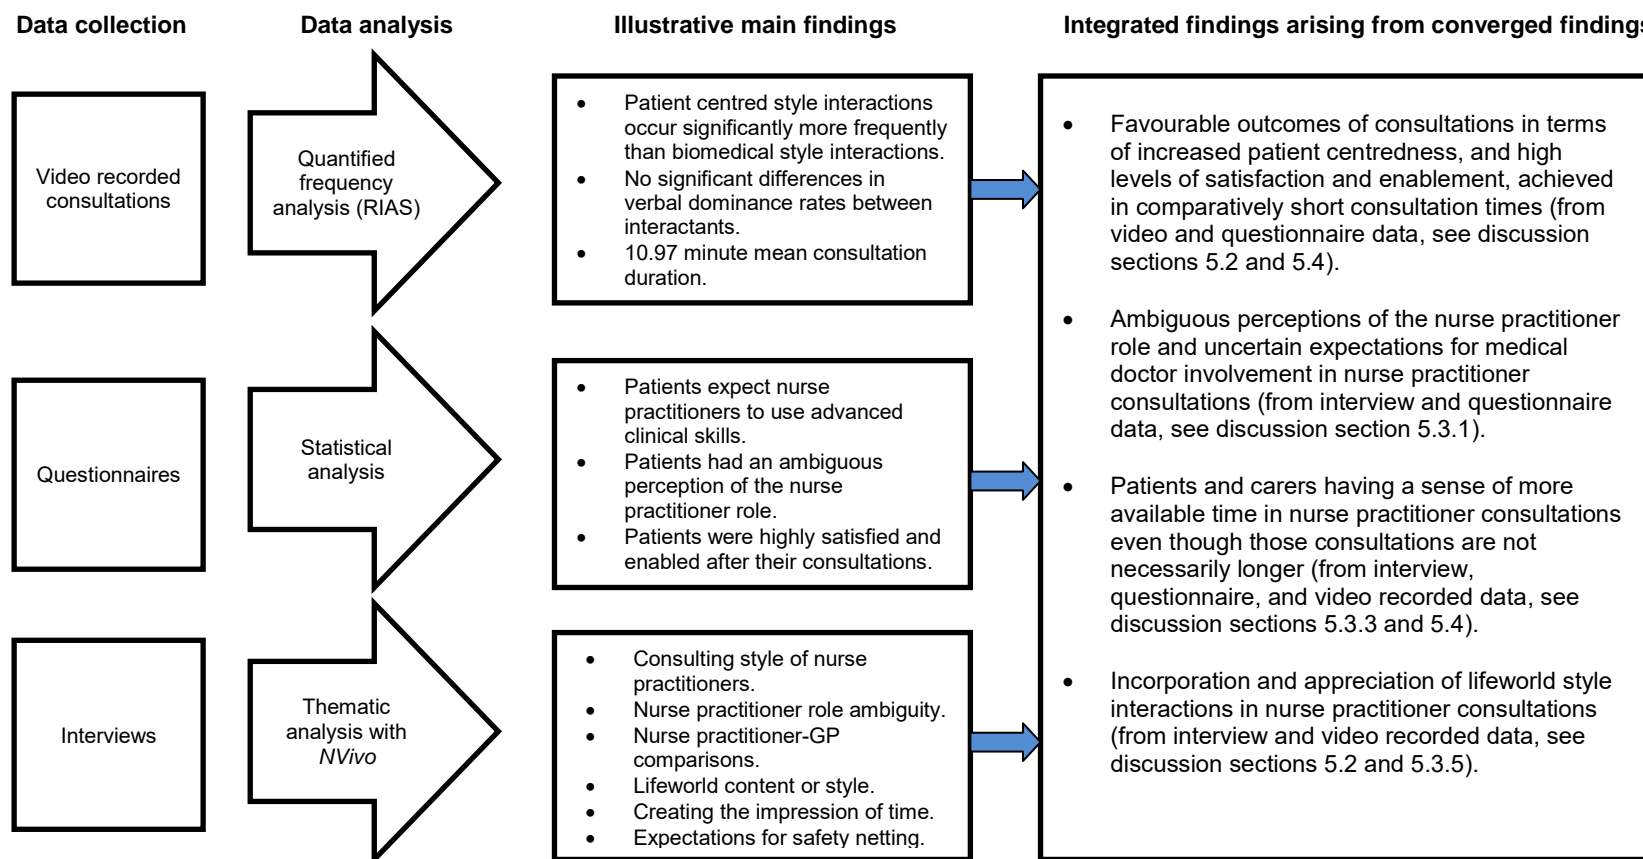 Data collection
Data analysis
Illustrative main findings
Integrated findings arising from converged findings
Video recorded
consultations
Quantified
frequency
analysis (RIAS)
• Patient centred style interactions
occur significantly more frequently
than biomedical style interactions.
• No significant differences in
verbal dominance rates between
interactants.
• 10.97 minute mean consultation
duration.
Questionnaires
Statistical
analysis
• Patients expect nurse
practitioners to use advanced
clinical skills.
• Patients had an ambiguous
perception of the nurse
practitioner role.
• Patients were highly satisfied and
enabled after their consultations.
Interviews
Thematic
analysis with
NVivo
• Consulting style of nurse
practitioners.
• Nurse practitioner role ambiguity.
• Nurse practitioner-GP
comparisons.
• Lifeworld content or style.
• Creating the impression of time.
• Expectations for safety netting.
• Favourable outcomes of consultations in terms
of increased patient centredness, and high
levels of satisfaction and enablement, achieved
in comparatively short consultation times (from
video and questionnaire data, see discussion
sections 5.2 and 5.4).
• Ambiguous perceptions of the nurse practitioner
role and uncertain expectations for medical
doctor involvement in nurse practitioner
consultations (from interview and questionnaire
data, see discussion section 5.3.1).
• Patients and carers having a sense of more
available time in nurse practitioner consultations
even though those consultations are not
necessarily longer (from interview,
questionnaire, and video recorded data, see
discussion sections 5.3.3 and 5.4).
• Incorporation and appreciation of lifeworld style
interactions in nurse practitioner consultations
(from interview and video recorded data, see
discussion sections 5.2 and 5.3.5).